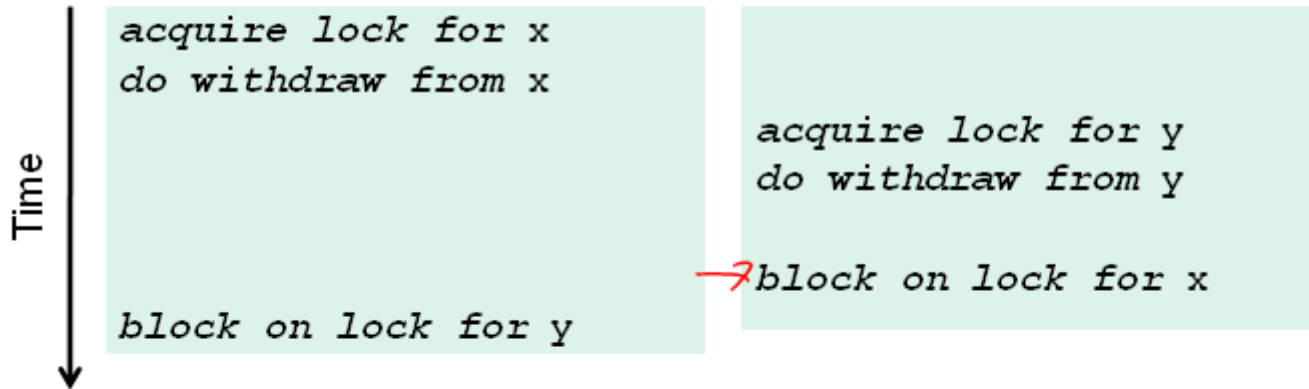 Time
acquire lock for x
do withdraw from x
block on lock for y
acquire lock for y
do withdraw from y
block on lock for x